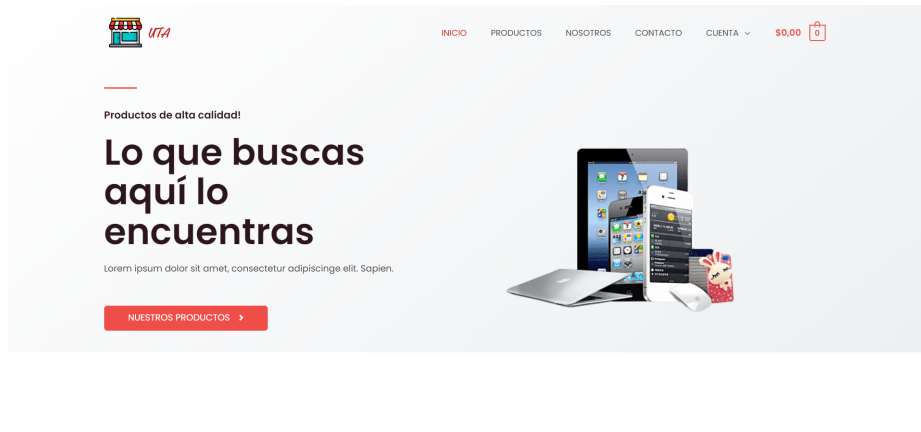 UTA
INICIO PRODUCTOS NOSOTROS CONTACTO CUENTA $0,00 0
Productos de alta calidad!
Lo que buscas
aquí lo
encuentras
Lorem ipsum dolor sit amet, consectetur adipiscinge elit. Sapien.
NUESTROS PRODUCTOS